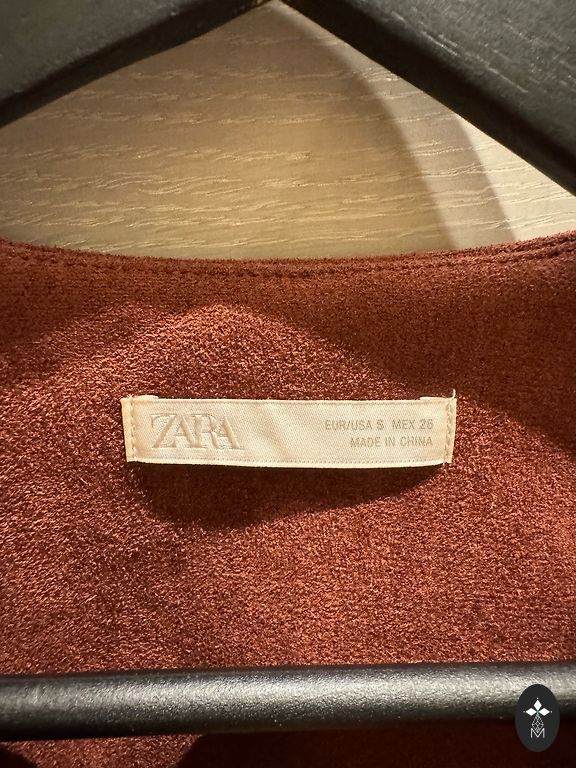 ZARA
EUR/USA S MEX 26
MADE IN CHINA
M